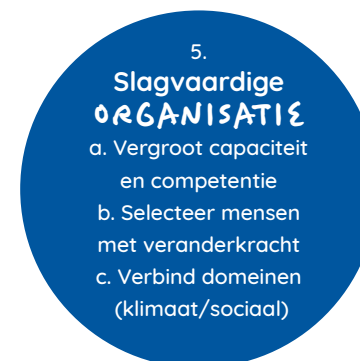 5.
Slagvaardige
ORGANISATIE
a. Vergroot capaciteit
en competentie
b. Selecteer mensen
met veranderkracht
c. Verbind domeinen
(klimaat/sociaal)